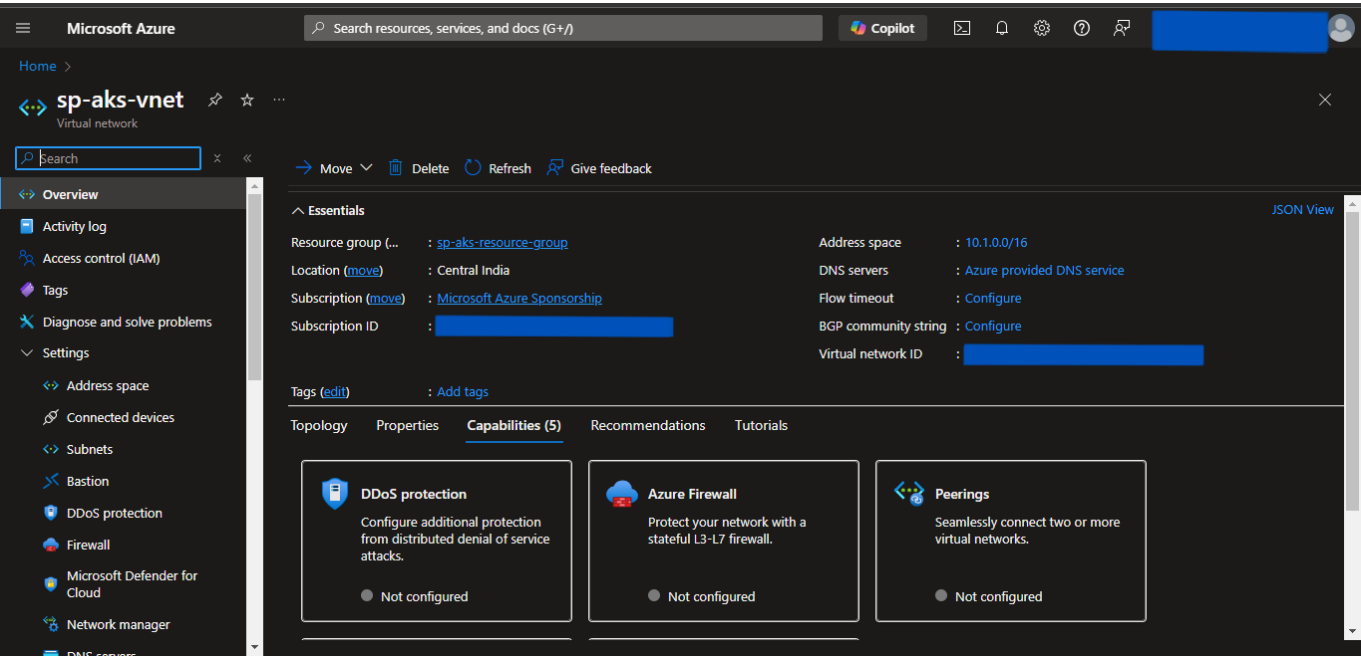 Microsoft Azure
Search resources, services, and docs (G+/)
Copilot
Home >
sp-aks-vnet
Virtual network
Search
Move
Delete
Refresh
Give feedback
Overview
Activity log
Access control (IAM)
Tags
Diagnose and solve problems
Settings
Address space
Connected devices
Subnets
Bastion
DDoS protection
Firewall
Microsoft Defender for
Cloud
Network manager
DNS servers
Essentials
JSON View
Resource group (... : sp-aks-resource-group
Location (move) : Central India
Subscription (move) : Microsoft Azure Sponsorship
Subscription ID :
Address space : 10.1.0.0/16
DNS servers : Azure provided DNS service
Flow timeout : Configure
BGP community string : Configure
Virtual network ID :
Tags (edit) : Add tags
Topology Properties Capabilities (5) Recommendations Tutorials
DDoS protection
Configure additional protection
from distributed denial of service
attacks.
Not configured
Azure Firewall
Protect your network with a
stateful L3-L7 firewall.
Not configured
Peerings
Seamlessly connect two or more
virtual networks.
Not configured